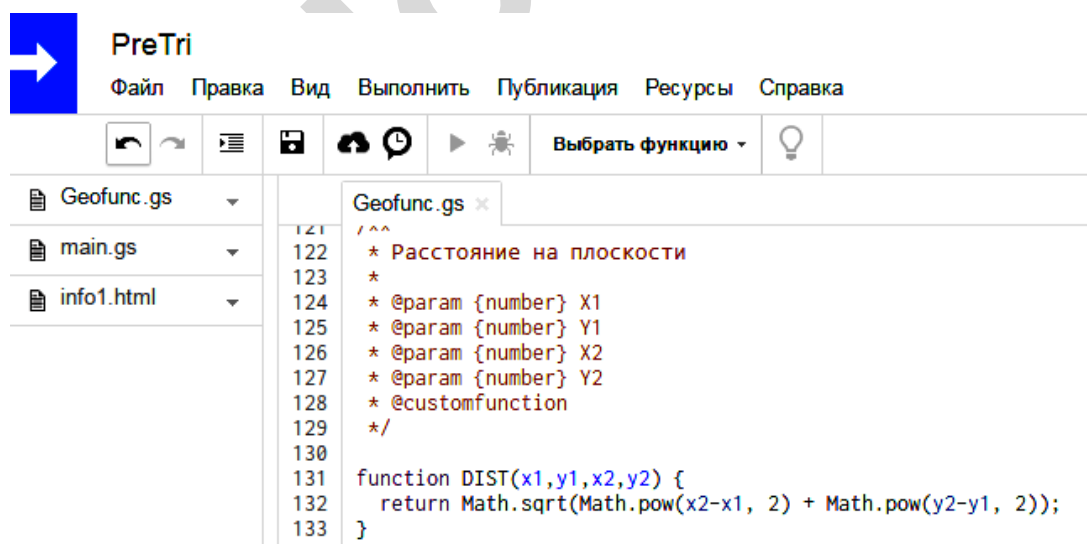 PreTri
Файл Правка Вид Выполнить Публикация Ресурсы Справка
Выбрать функцию
Geofunc.gs
main.gs
info1.html
Geofunc.gs ×
121 /**
122 * Расстояние на плоскости
123 *
124 * @param {number} X1
125 * @param {number} Y1
126 * @param {number} X2
127 * @param {number} Y2
128 * @customfunction
129 */
130
131 function DIST(x1,y1,x2,y2) {
132 return Math.sqrt(Math.pow(x2-x1, 2) + Math.pow(y2-y1, 2));
133 }